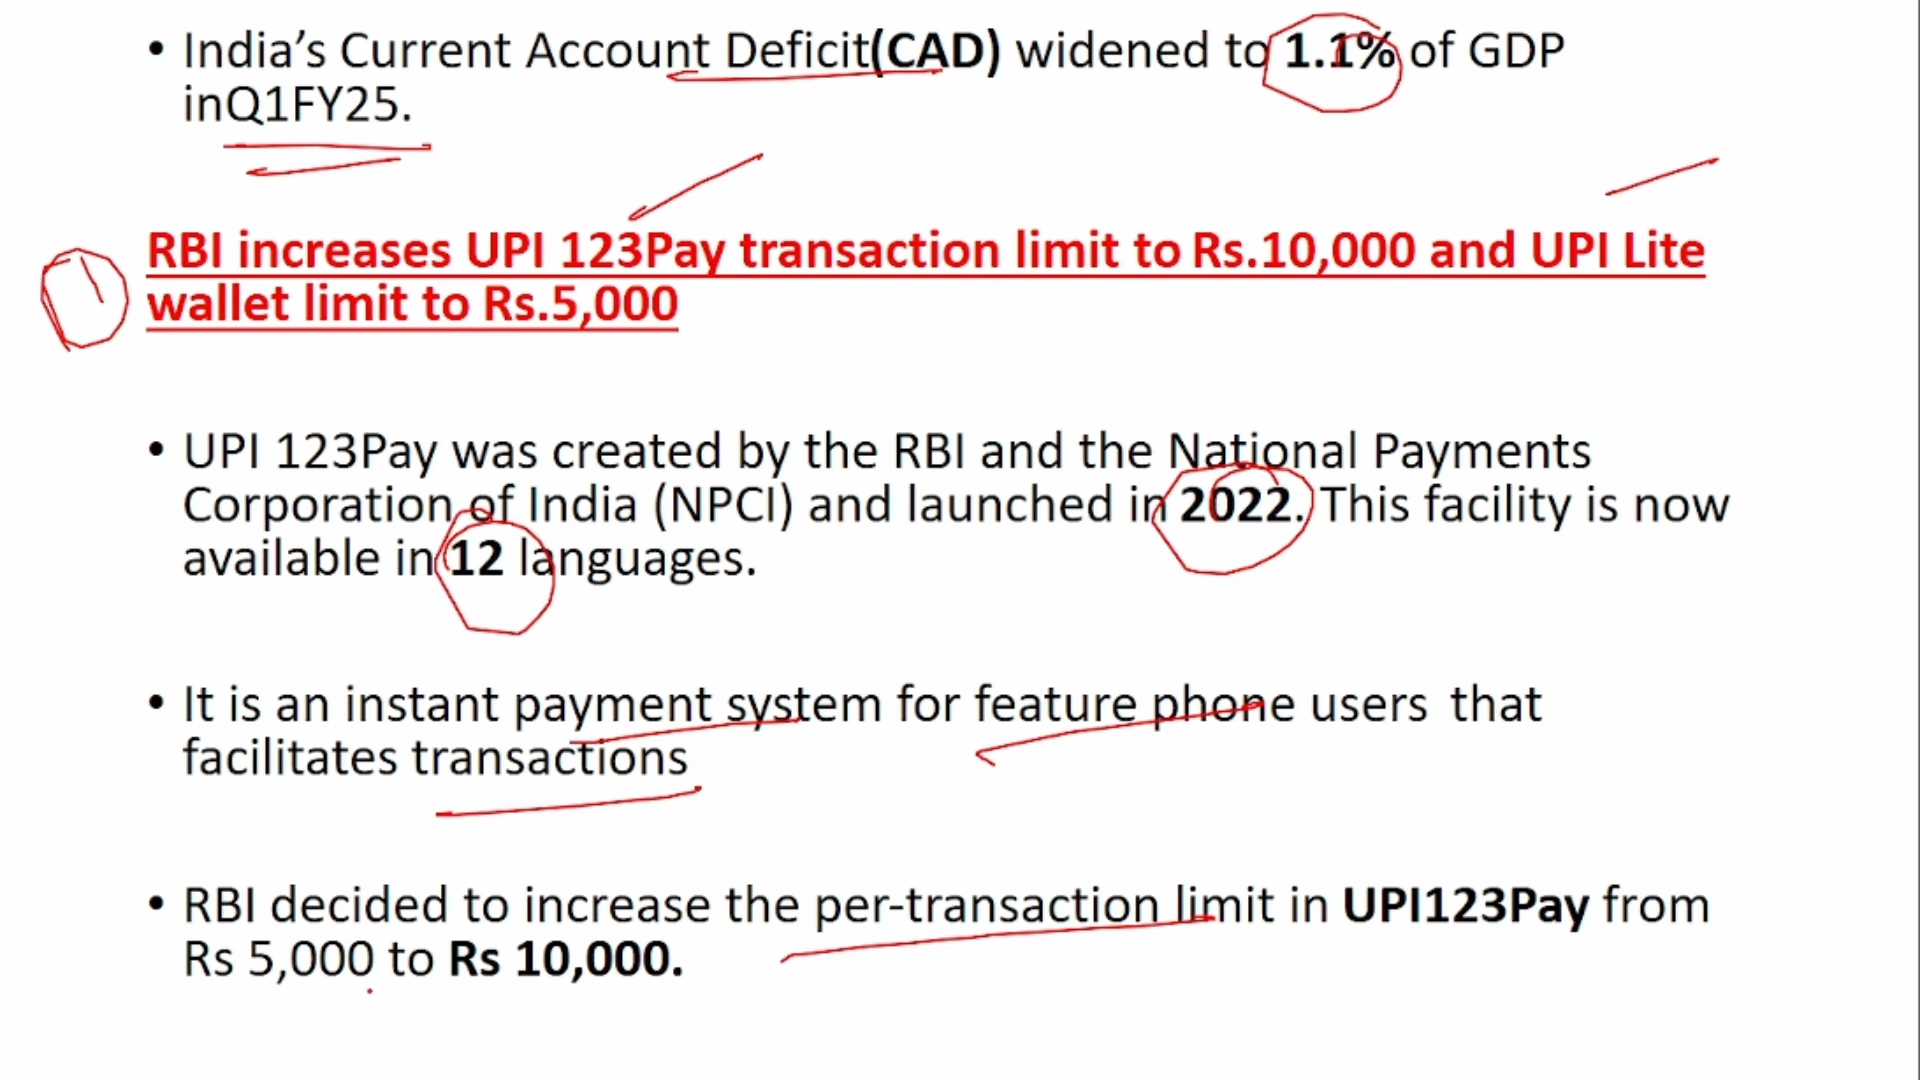 • India’s Current Account Deficit(CAD) widened to 1.1% of GDP
inQ1FY25.
RBI increases UPI 123Pay transaction limit to Rs.10,000 and UPI Lite
wallet limit to Rs.5,000
• UPI 123Pay was created by the RBI and the National Payments
Corporation of India (NPCI) and launched in 2022. This facility is now
available in 12 languages.
• It is an instant payment system for feature phone users that
facilitates transactions
• RBI decided to increase the per-transaction limit in UPI123Pay from
Rs 5,000 to Rs 10,000.